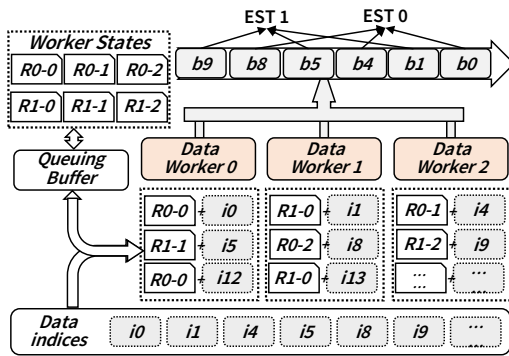 EST 1 EST 0
Worker States
R0-0 R0-1 R0-2
R1-0 R1-1 R1-2
b9 b8 b5 b4 b1 b0
Queuing
Buffer
Data
Worker 0
Data
Worker 1
Data
Worker 2
R0-0 + i0
R1-1 + i5
R0-0 + i12
R1-0 + i1
R0-2 + i8
R1-0 + i13
R0-1 + i4
R1-2 + i9
... + ...
... ...
Data
indices
i0 i1 i4 i5 i8 i9 ...
...